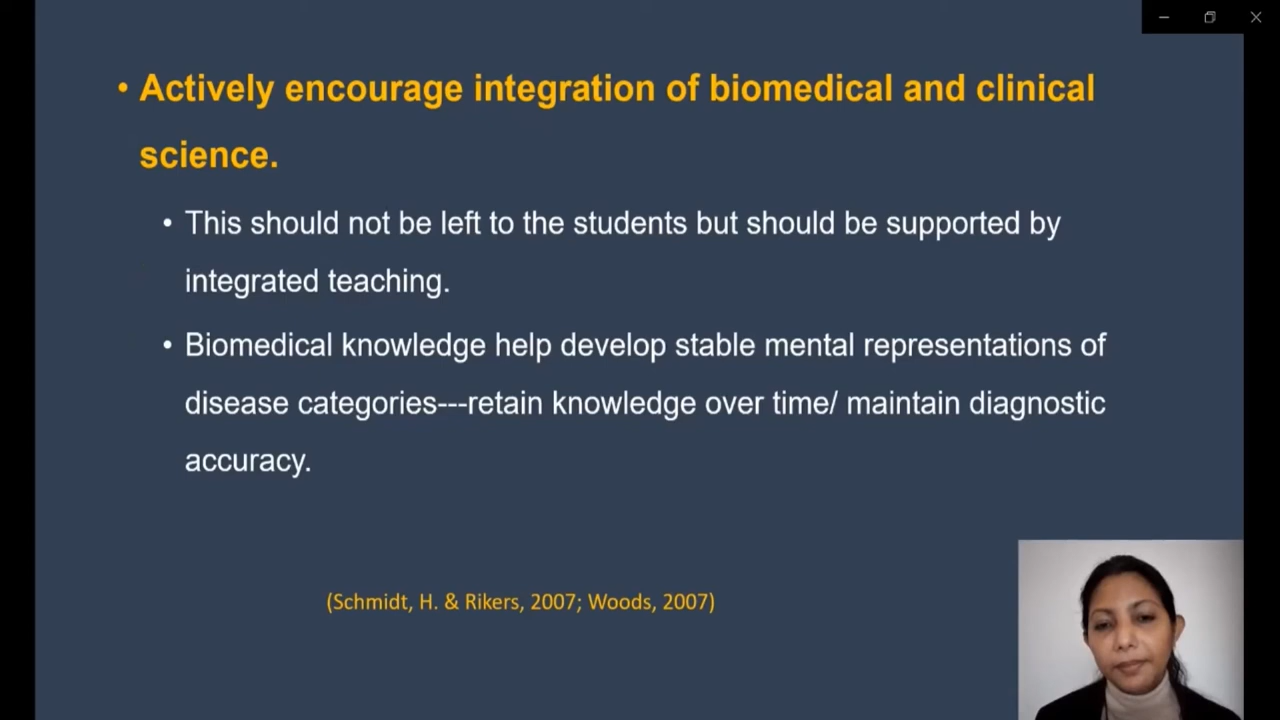 • Actively encourage integration of biomedical and clinical
science.
• This should not be left to the students but should be supported by
integrated teaching.
• Biomedical knowledge help develop stable mental representations of
disease categories---retain knowledge over time/ maintain diagnostic
accuracy.
(Schmidt, H. & Rikers, 2007; Woods, 2007)